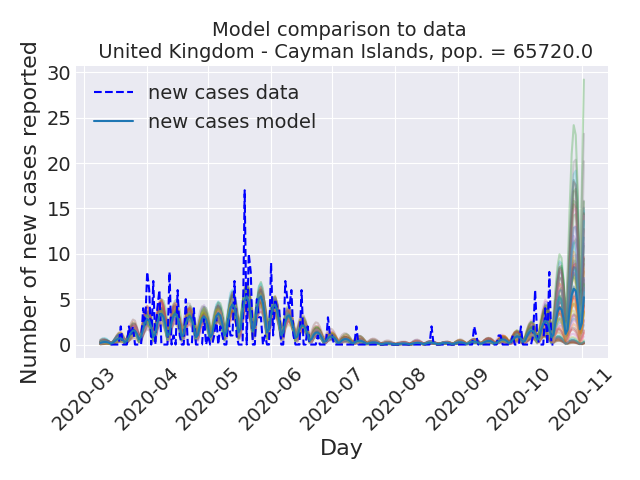 Model comparison to data
United Kingdom - Cayman Islands, pop. = 65720.0
Number of new cases reported
30
25
20
15
10
5
0
new cases data
new cases model
2020-03
2020-04
2020-05
2020-06
2020-07
2020-08
2020-09
2020-10
2020-11
Day